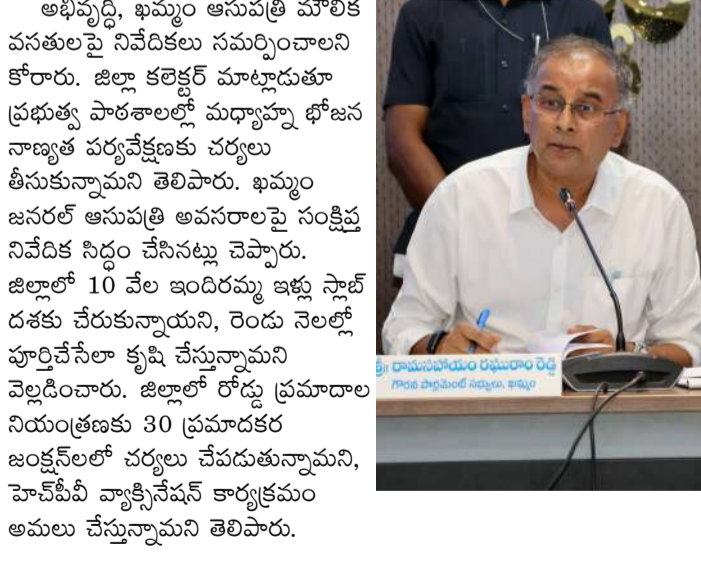 అభివృద్ధి, ఖమ్మం ఆసుపత్రి మౌలిక
వసతులపై నివేదికలు సమర్పించాలని
కోరారు. జిల్లా కలెక్టర్ మాట్లాడుతూ
ప్రభుత్వ పాఠశాలల్లో మధ్యాహ్న భోజన
నాణ్యత పర్యవేక్షణకు చర్యలు
తీసుకున్నామని తెలిపారు. ఖమ్మం
జనరల్ ఆసుపత్రి అవసరాలపై సంక్షిప్త
నివేదిక సిద్ధం చేసినట్లు చెప్పారు.
జిల్లాలో 10 వేల ఇందిరమ్మ ఇళ్లు స్లాబ్
దశకు చేరుకున్నాయని, రెండు నెలల్లో
పూర్తిచేసేలా కృషి చేస్తున్నామని
వెల్లడించారు. జిల్లాలో రోడ్డు ప్రమాదాల
నియంత్రణకు 30 ప్రమాదకర
జంక్షన్‌లలో చర్యలు చేపడుతున్నామని,
హెచ్‌పీవీ వ్యాక్సినేషన్ కార్యక్రమం
అమలు చేస్తున్నామని తెలిపారు.
శ్రీ॥ రామసహాయం రఘురాం రెడ్డి
గౌరవ పార్లమెంట్ సభ్యులు, ఖమ్మం